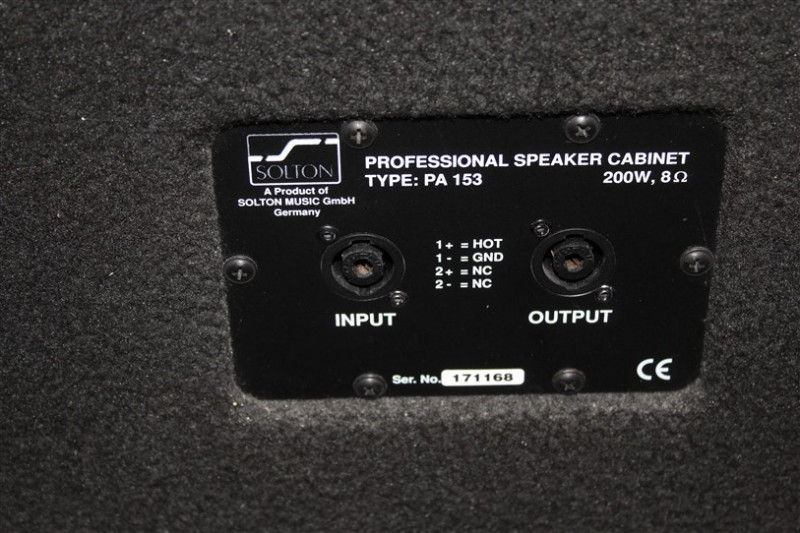 SOLTON
A Product of
SOLTON MUSIC GmbH
Germany
PROFESSIONAL SPEAKER CABINET
TYPE: PA 153 200W, 8Ω
1+ = HOT
1- = GND
2+ = NC
2- = NC
INPUT
OUTPUT
Ser. No. 171168
CE